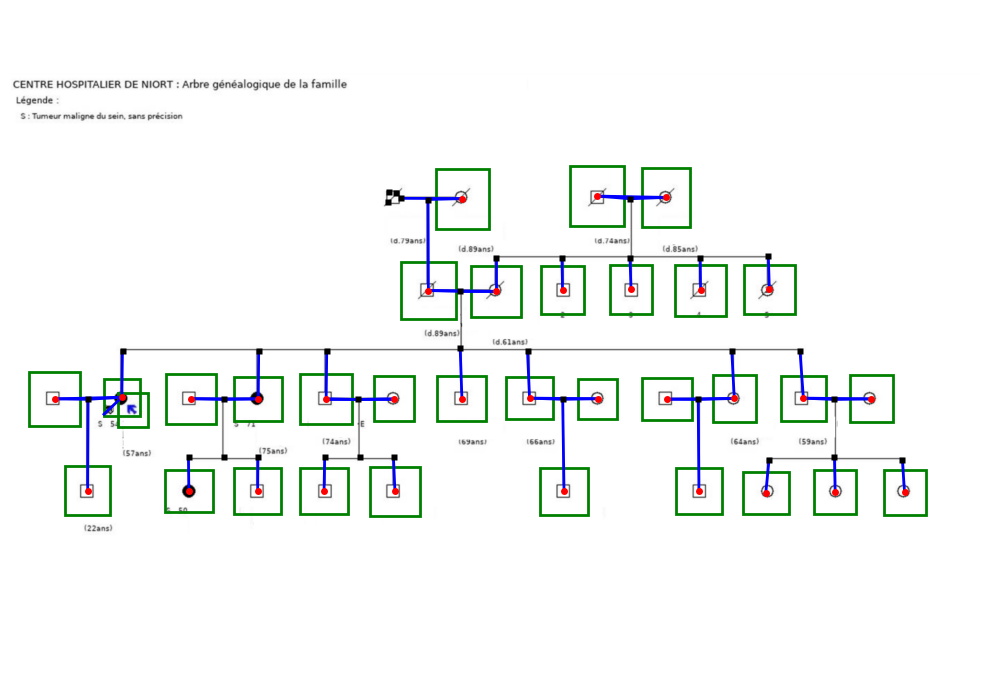 CENTRE HOSPITALIER DE NIORT : Arbre généalogique de la famille
Légende :
S : Tumeur maligne du sein, sans précision
(d.79ans)
(d.89ans)
(d.74ans)
(d.85ans)
(d.89ans)
(d.61ans)
S 54
S 71
E
(57ans)
(75ans)
(74ans)
(69ans)
(66ans)
(64ans)
(59ans)
S 50
(22ans)